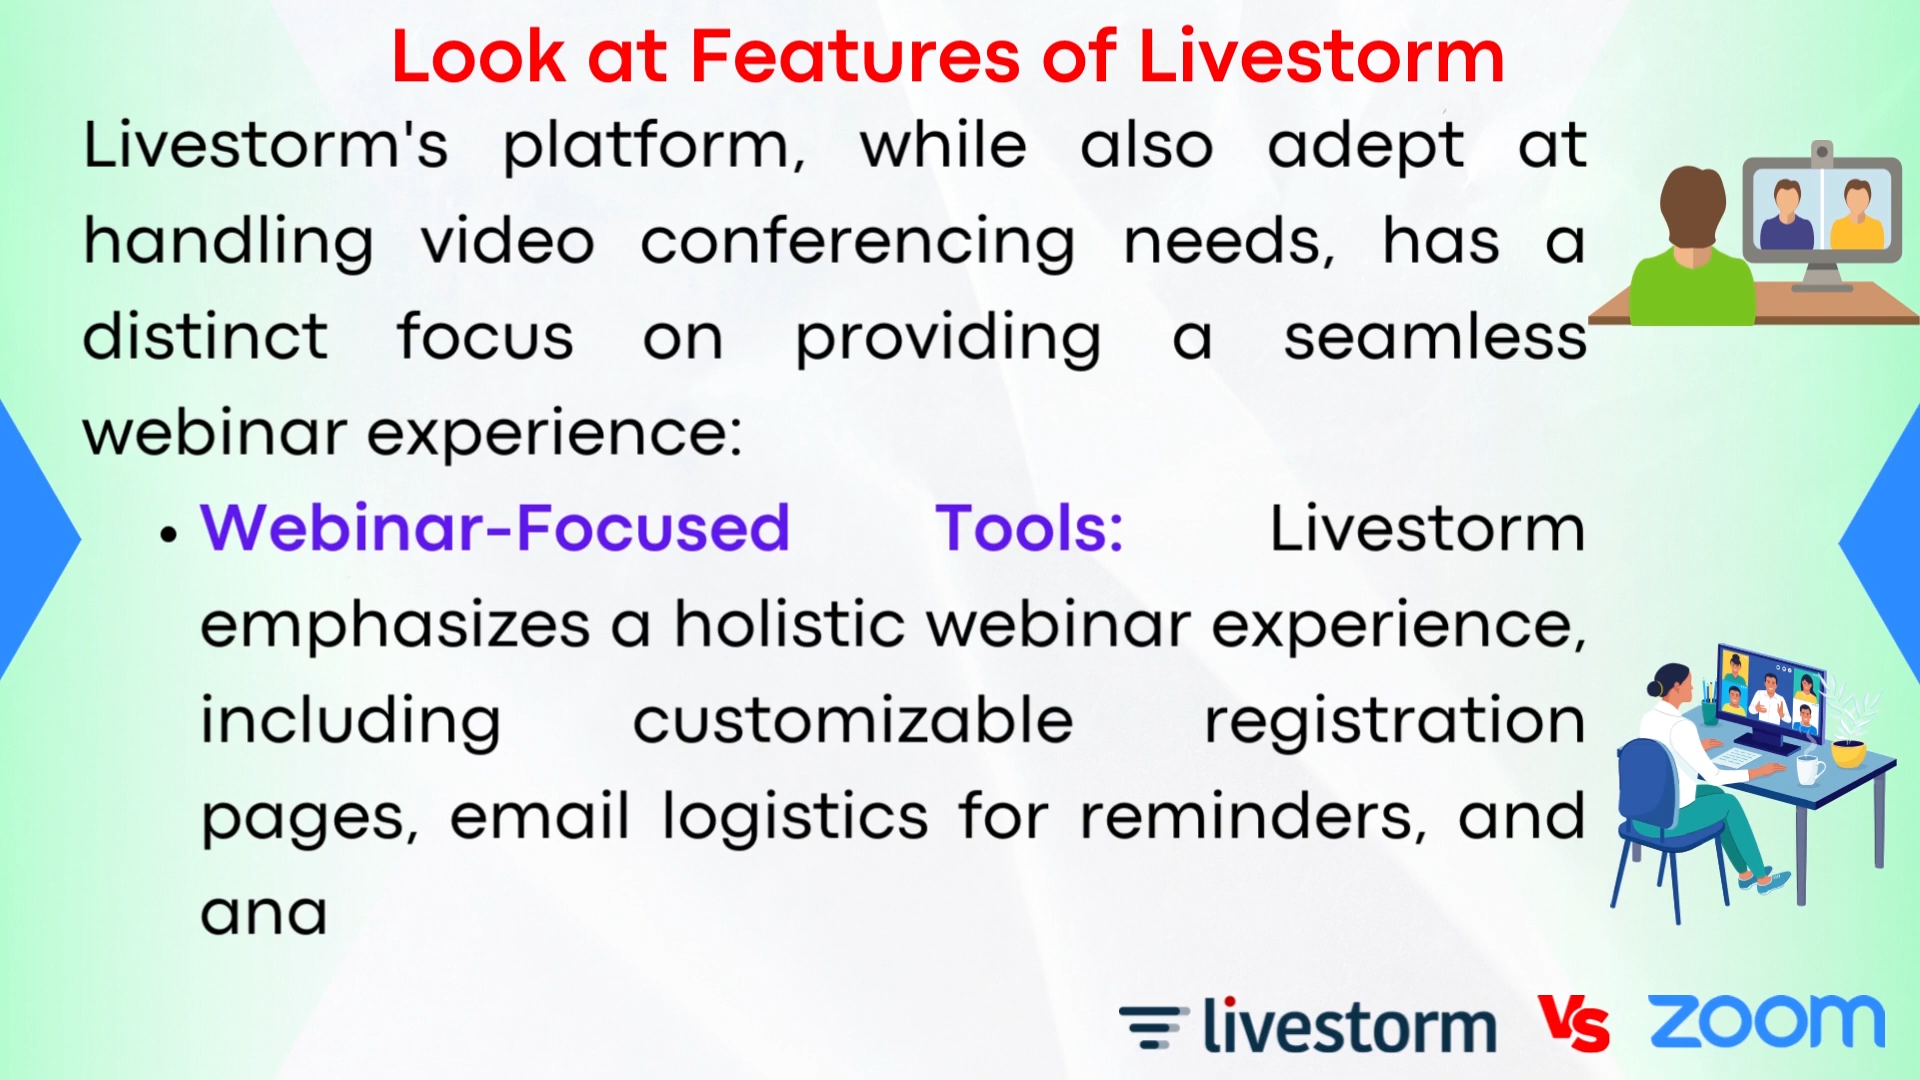 Look at Features of Livestorm
Livestorm's platform, while also adept at
handling video conferencing needs, has a
distinct focus on providing a seamless
webinar experience:
• Webinar-Focused Tools: Livestorm
emphasizes a holistic webinar experience,
including customizable registration
pages, email logistics for reminders, and
ana
livestorm Vs zoom